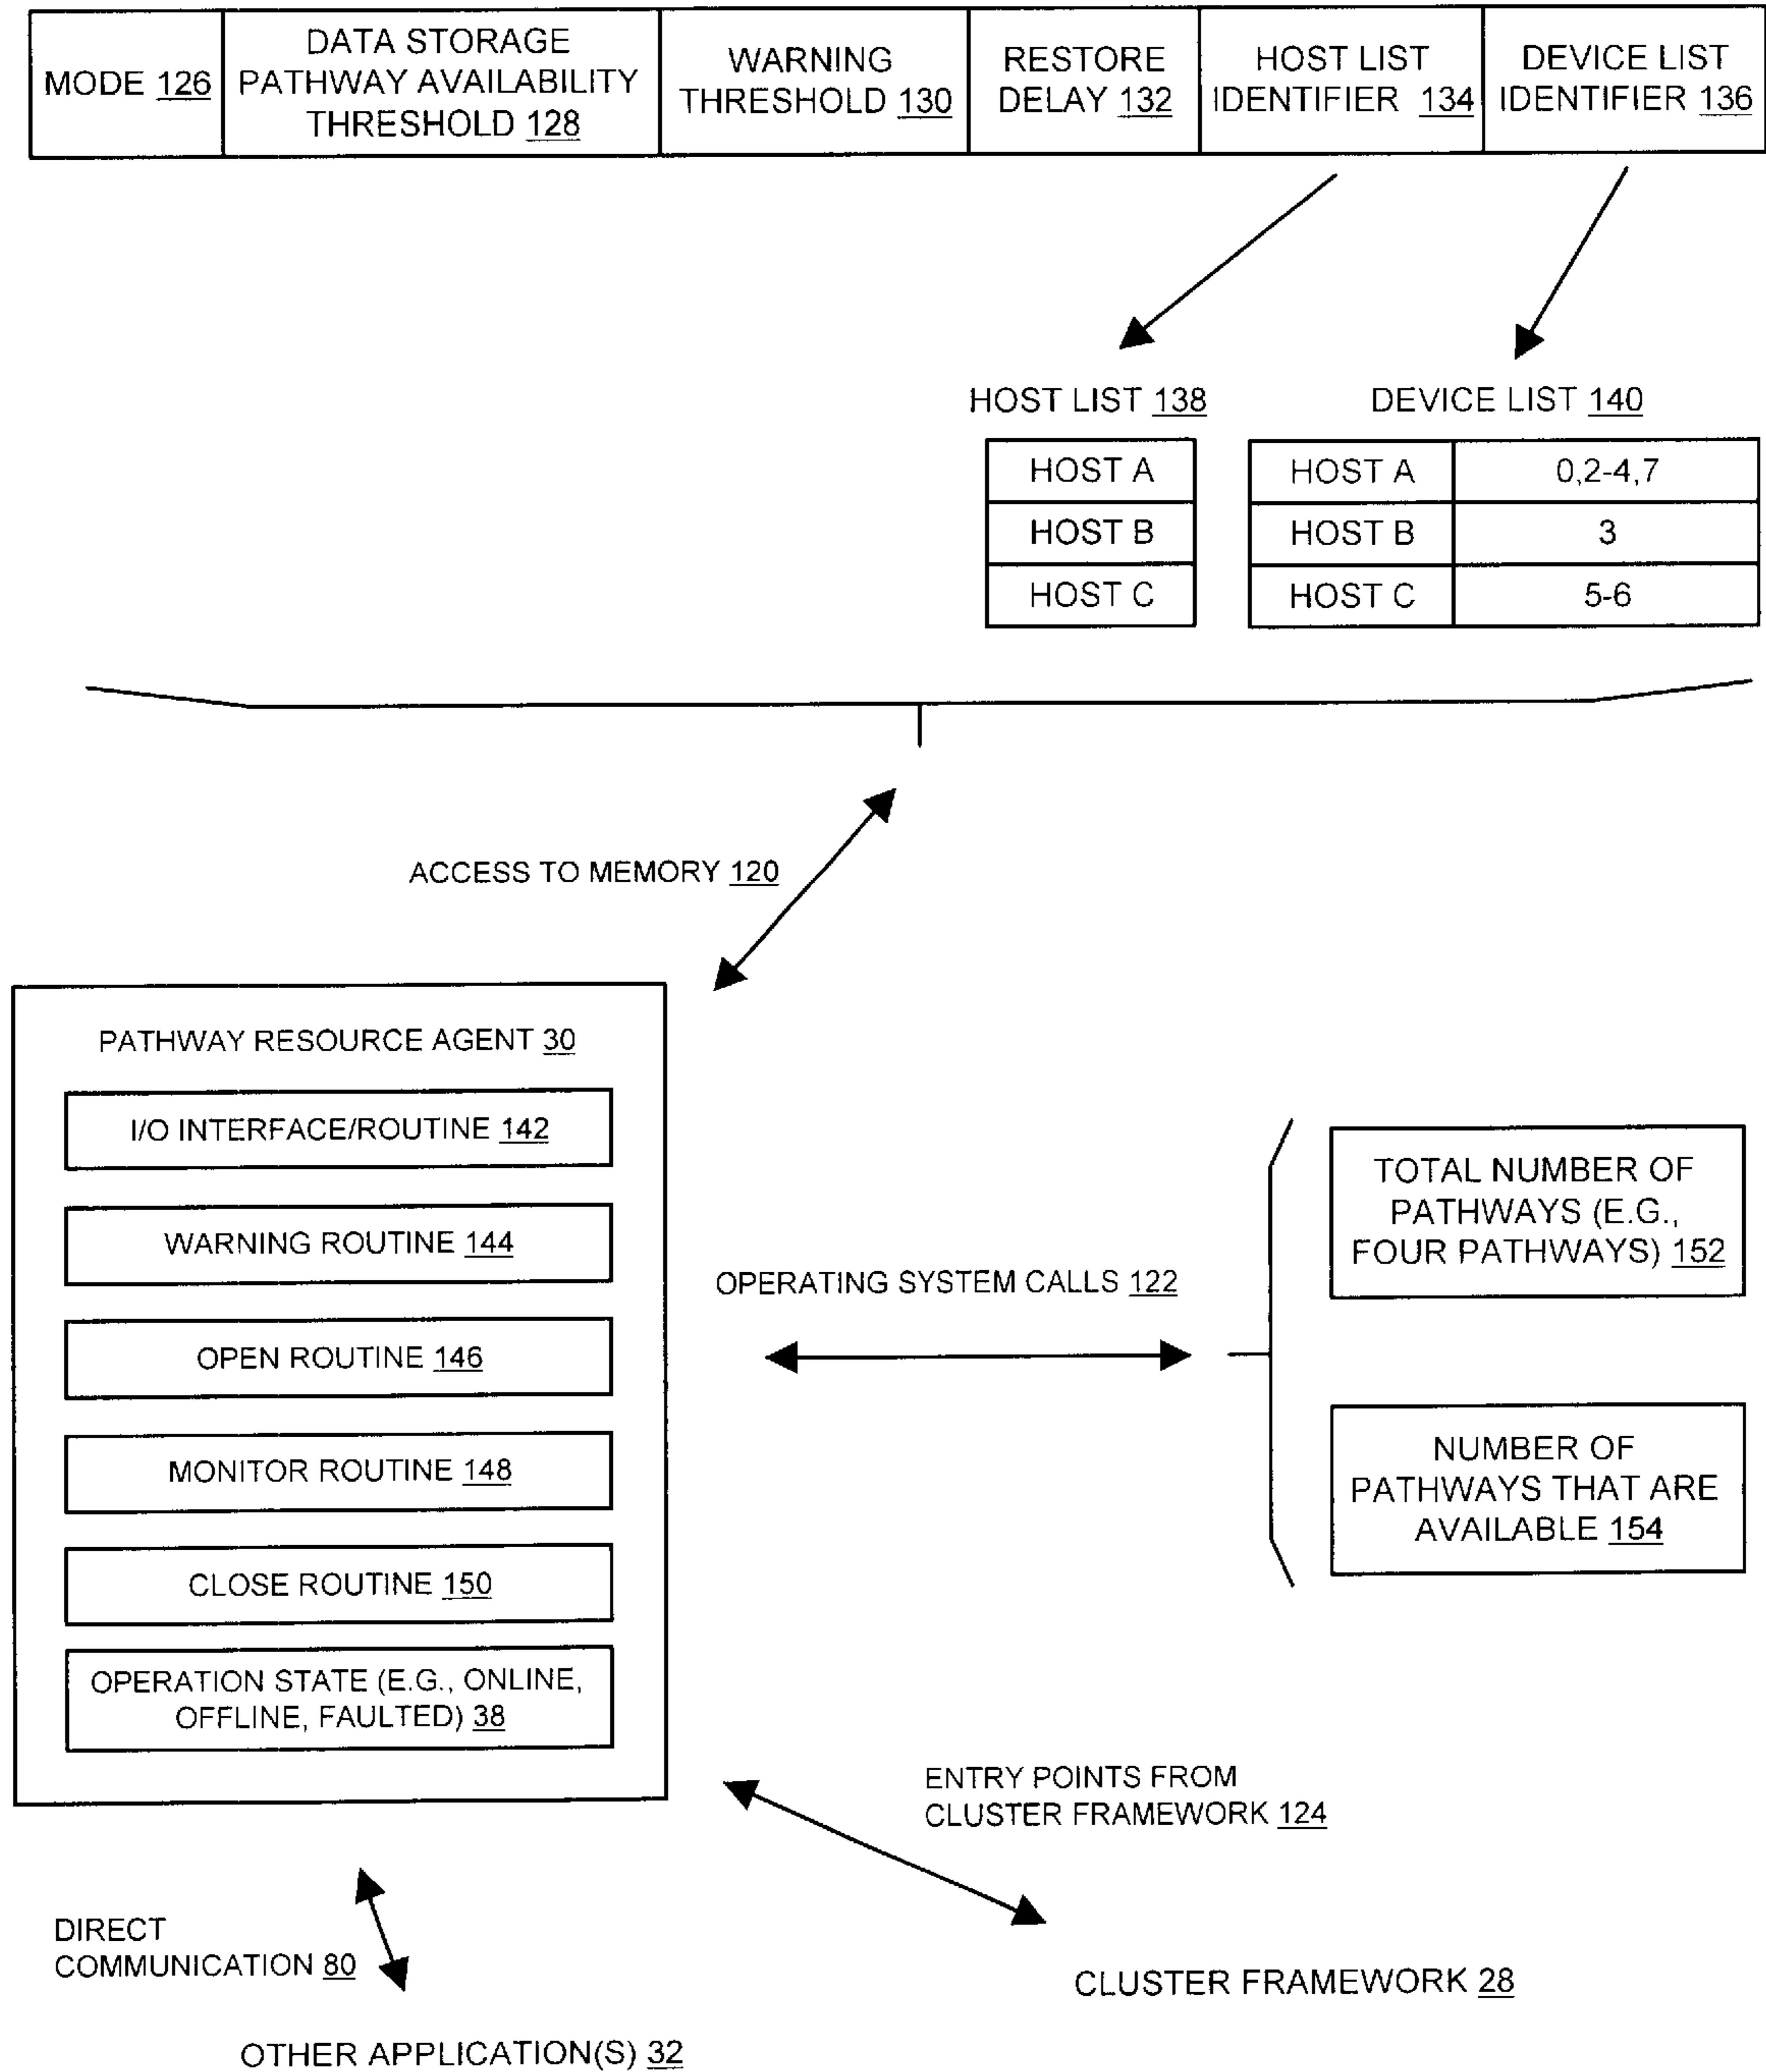 MODE 126
DATA STORAGE
PATHWAY AVAILABILITY
THRESHOLD 128
WARNING
THRESHOLD 130
RESTORE
DELAY 132
HOST LIST
IDENTIFIER 134
DEVICE LIST
IDENTIFIER 136
HOST LIST 138
HOST A
HOST B
HOST C
DEVICE LIST 140
HOST A 0,2-4,7
HOST B 3
HOST C 5-6
ACCESS TO MEMORY 120
PATHWAY RESOURCE AGENT 30
I/O INTERFACE/ROUTINE 142
WARNING ROUTINE 144
OPEN ROUTINE 146
MONITOR ROUTINE 148
CLOSE ROUTINE 150
OPERATION STATE (E.G., ONLINE,
OFFLINE, FAULTED) 38
OPERATING SYSTEM CALLS 122
TOTAL NUMBER OF
PATHWAYS (E.G.,
FOUR PATHWAYS) 152
NUMBER OF
PATHWAYS THAT ARE
AVAILABLE 154
ENTRY POINTS FROM
CLUSTER FRAMEWORK 124
CLUSTER FRAMEWORK 28
DIRECT
COMMUNICATION 80
OTHER APPLICATION(S) 32